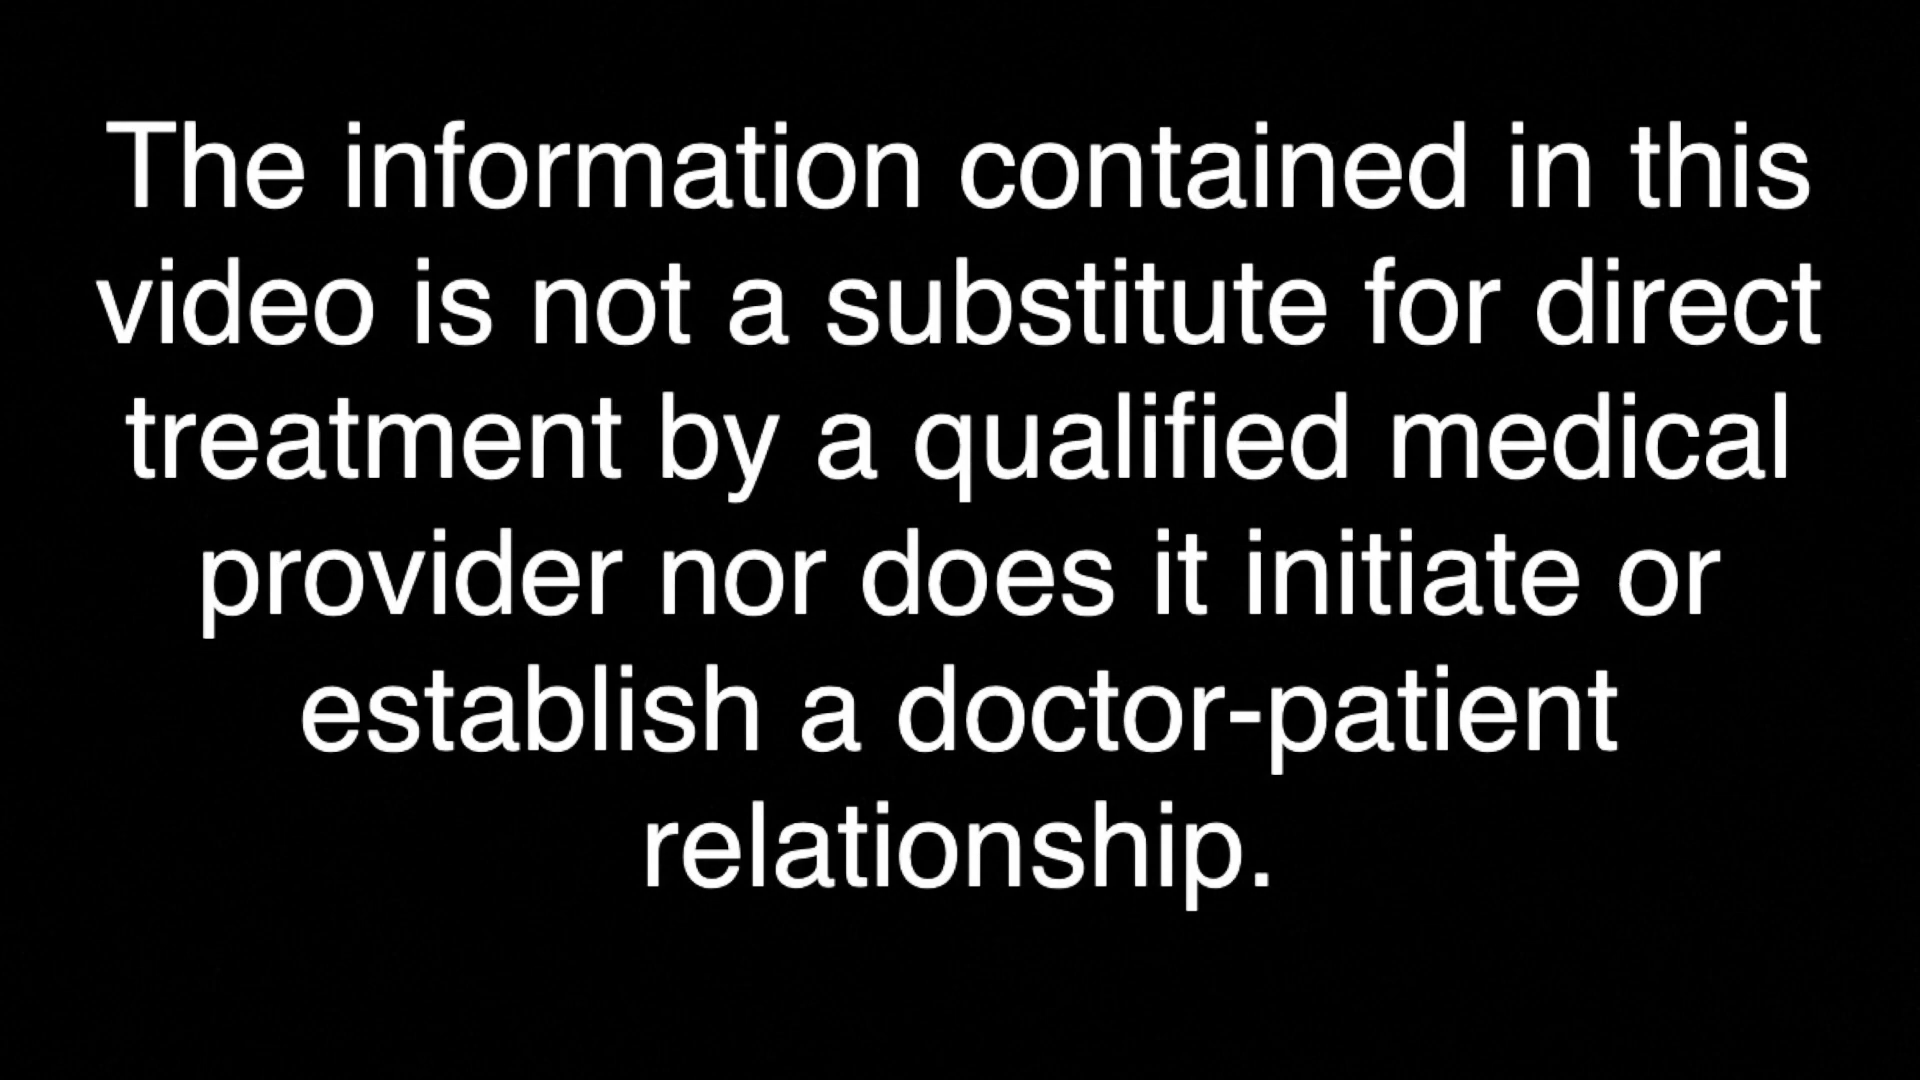 The information contained in this
video is not a substitute for direct
treatment by a qualified medical
provider nor does it initiate or
establish a doctor-patient
relationship.